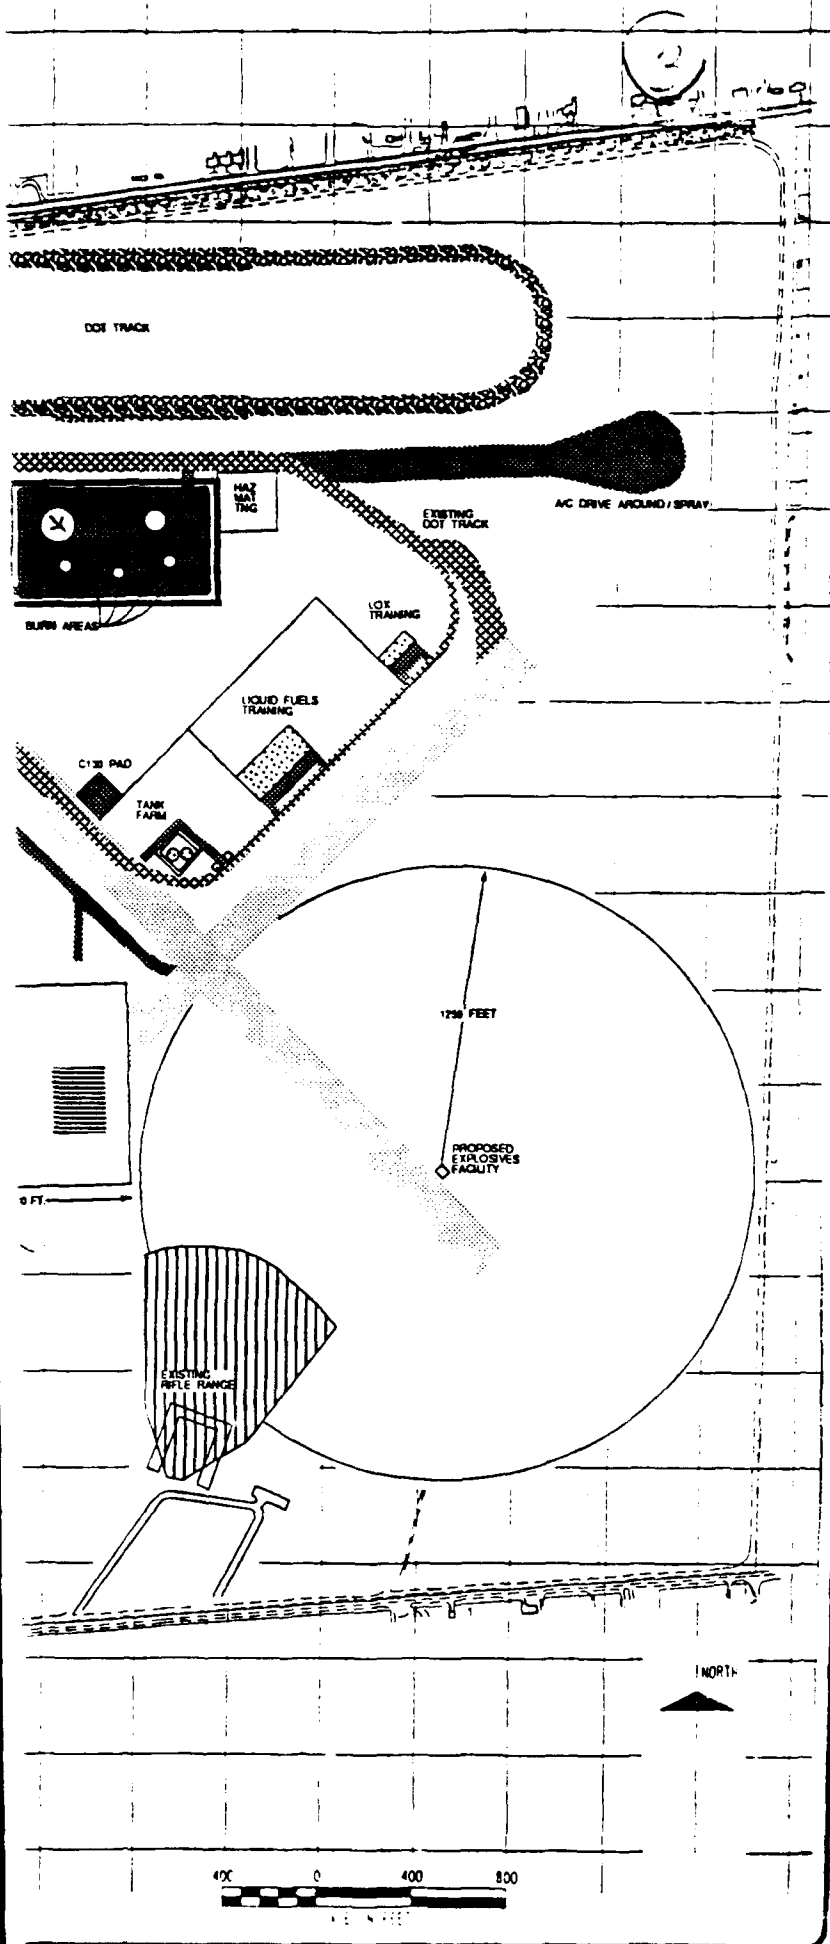 DOT TRACK
HAZ
MAT
TNG
A/C DRIVE AROUND/SPRAY
EXISTING
DOT TRACK
BURN AREAS
LOX
TRAINING
LIQUID FUELS
TRAINING
C130 PAD
TANK
FARM
FEET
PROPOSED
EXPLOSIVES
FACILITY
0 FT.
EXISTING
RIFLE RANGE
NORTH
400 0 400 800